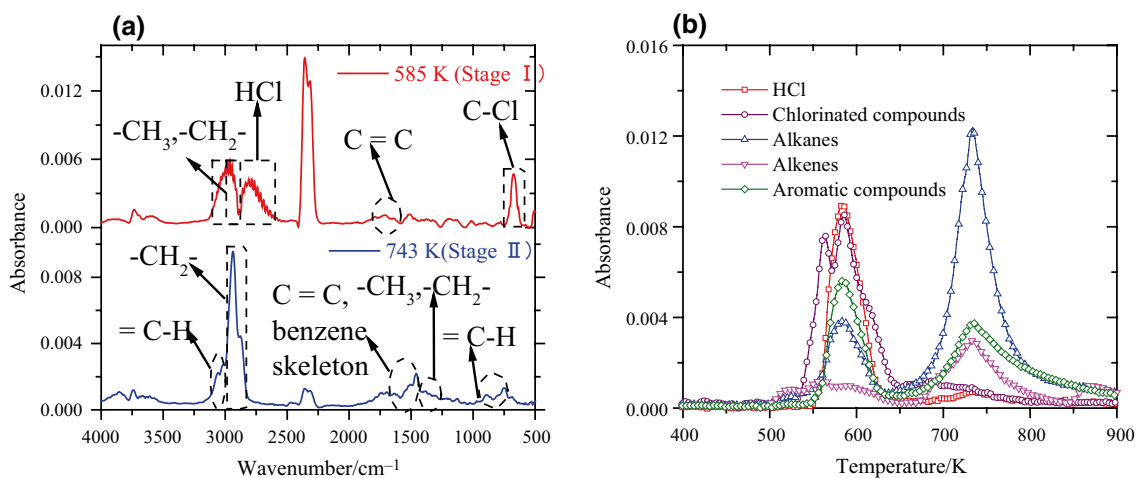 (a)
585 K (Stage Ⅰ)
HCl
C-Cl
-CH3,-CH2-
C = C
0.012
0.006
0.000
743 K(Stage Ⅱ)
-CH2-
C = C, -CH3,-CH2-
= C-H
benzene
= C-H
skeleton
0.008
0.004
0.000
Absorbance
4000 3500 3000 2500 2000 1500 1000 500
Wavenumber/cm–1
(b)
0.016
0.012
0.008
0.004
0.000
HCl
Chlorinated compounds
Alkanes
Alkenes
Aromatic compounds
Absorbance
400 500 600 700 800 900
Temperature/K